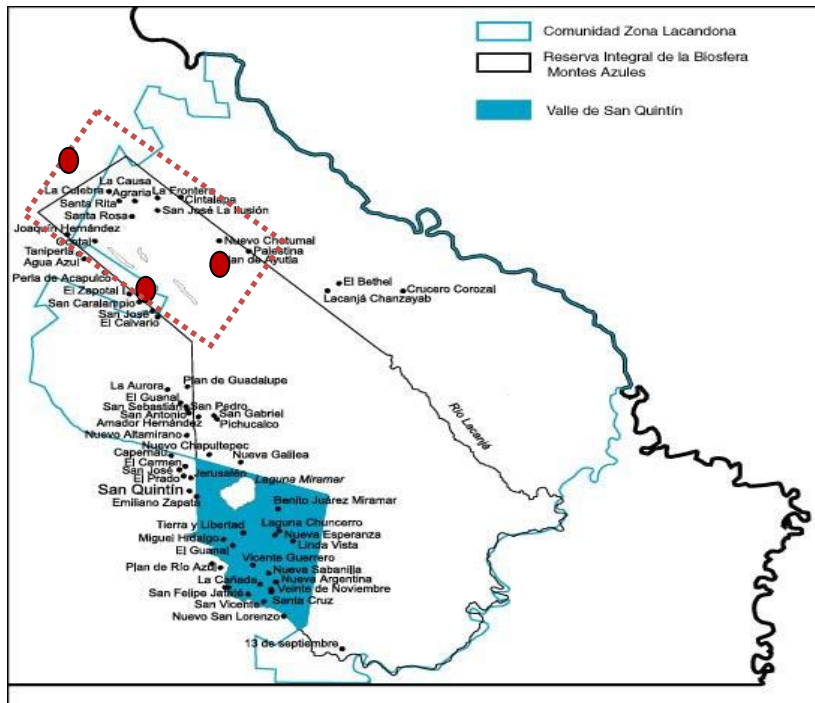 Comunidad Zona Lacandona
Reserva Integral de la Biosfera
Montes Azules
Valle de San Quintín
La Causa
La Culebra
Agraria
La Frontera
Cintalapa
Santa Rita
San José La Ilusión
Santa Rosa
Joaquín Hernández
Nuevo Chetumal
Taniperla
Palestina
Agua Azul
Plan de Ayutla
Perla de Acapulco
El Bethel
El Zapotal
Lacanjá Chanzayab
Crucero Corozal
San Caralampio
San José
El Calvario
Plan de Guadalupe
La Aurora
El Guanal
San Sebastián
San Pedro
San Antonio
San Gabriel
Amador Hernández
Pichucalco
Nuevo Altamirano
Río Lacanjá
Nuevo Chapultepec
Capernau
Nueva Galilea
El Carmen
San José
Jerusalén
El Prado
Laguna Miramar
San Quintín
Emiliano Zapata
Benito Juárez Miramar
Tierra y Libertad
Laguna Chuncerro
Miguel Hidalgo
Nueva Esperanza
El Guanal
Linda Vista
Vicente Guerrero
Plan de Río Azul
Nueva Sabanilla
La Cañada
Nueva Argentina
San Felipe Jataté
Veinte de Noviembre
San Vicente
Santa Cruz
Nuevo San Lorenzo
13 de septiembre